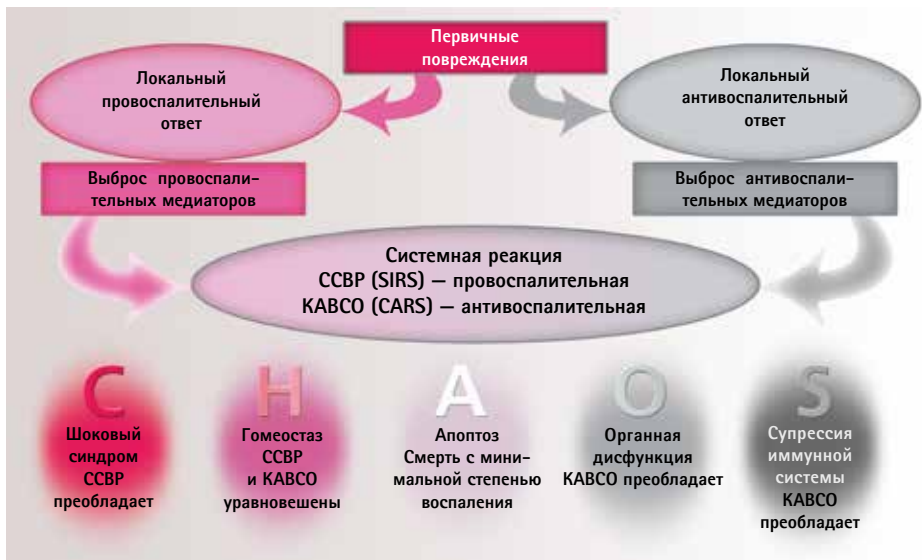 Первичные
повреждения
Локальный
провоспалительный
ответ
Локальный
антивоспалительный
ответ
Выброс провоспали–
тельных медиаторов
Выброс антивоспали–
тельных медиаторов
Системная реакция
ССВР (SIRS) — провоспалительная
КАВСО (CARS) — антивоспалительная
C
Шоковый
синдром
ССВР
преобладает
H
Гомеостаз
ССВР
и КАВСО
уравновешены
A
Апоптоз
Смерть с мини–
мальной степенью
воспаления
O
Органная
дисфункция
КАВСО преобладает
S
Супрессия
иммунной
системы
КАВСО
преобладает